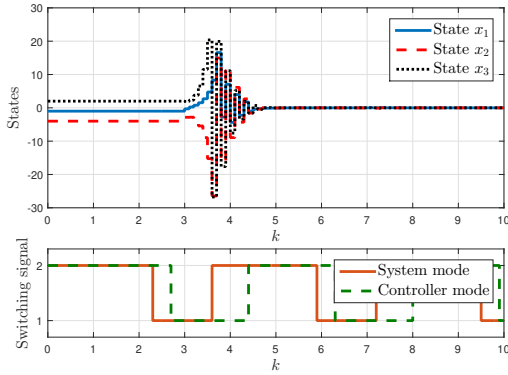 30
20
10
0
-10
-20
-30
States
State x₁
State x₂
State x₃
0 1 2 3 4 5 6 7 8 9 10
k
2
1
Switching signal
System mode
Controller mode
0 1 2 3 4 5 6 7 8 9 10
k